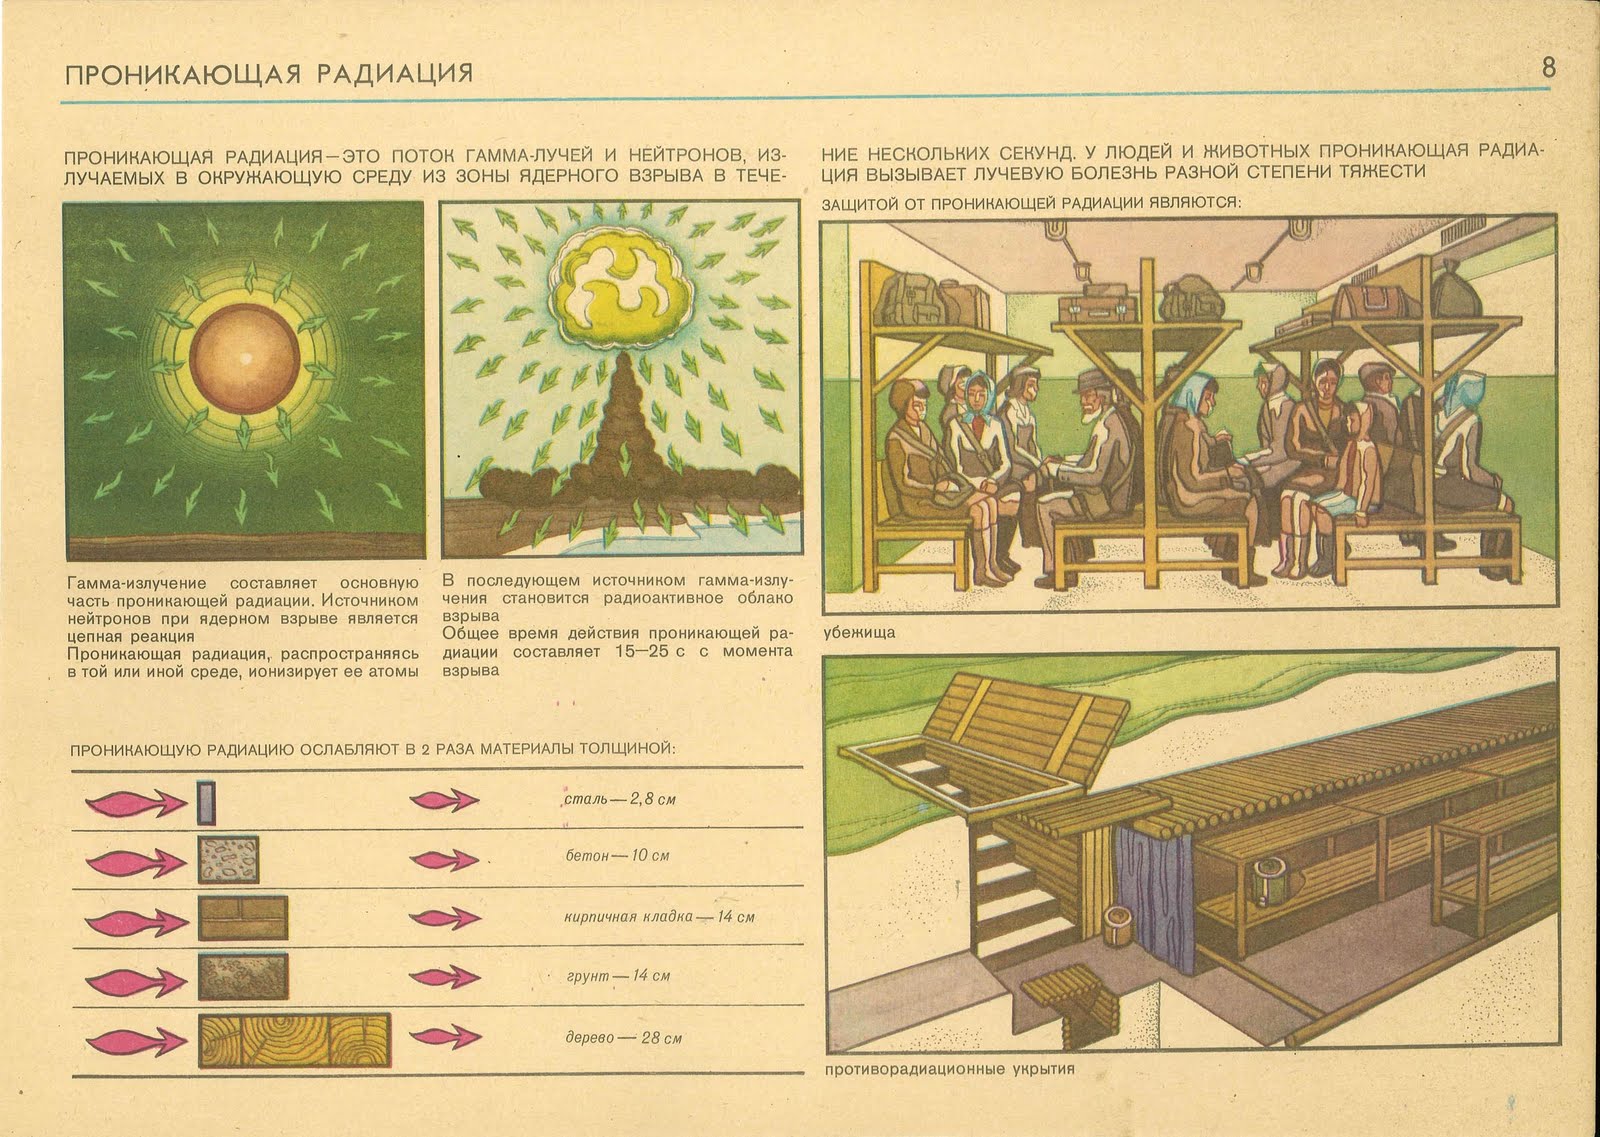 ПРОНИКАЮЩАЯ РАДИАЦИЯ
8
ПРОНИКАЮЩАЯ РАДИАЦИЯ—ЭТО ПОТОК ГАММА-ЛУЧЕЙ И НЕЙТРОНОВ, ИЗ-
ЛУЧАЕМЫХ В ОКРУЖАЮЩУЮ СРЕДУ ИЗ ЗОНЫ ЯДЕРНОГО ВЗРЫВА В ТЕЧЕ-
НИЕ НЕСКОЛЬКИХ СЕКУНД. У ЛЮДЕЙ И ЖИВОТНЫХ ПРОНИКАЮЩАЯ РАДИА-
ЦИЯ ВЫЗЫВАЕТ ЛУЧЕВУЮ БОЛЕЗНЬ РАЗНОЙ СТЕПЕНИ ТЯЖЕСТИ
Гамма-излучение составляет основную
часть проникающей радиации. Источником
нейтронов при ядерном взрыве является
цепная реакция
Проникающая радиация, распространяясь
в той или иной среде, ионизирует ее атомы
В последующем источником гамма-излу-
чения становится радиоактивное облако
взрыва
Общее время действия проникающей ра-
диации составляет 15—25 с с момента
взрыва
ПРОНИКАЮЩУЮ РАДИАЦИЮ ОСЛАБЛЯЮТ В 2 РАЗА МАТЕРИАЛЫ ТОЛЩИНОЙ:
сталь—2,8 см
бетон—10 см
кирпичная кладка—14 см
грунт—14 см
дерево—28 см
ЗАЩИТОЙ ОТ ПРОНИКАЮЩЕЙ РАДИАЦИИ ЯВЛЯЮТСЯ:
убежища
противорадиационные укрытия